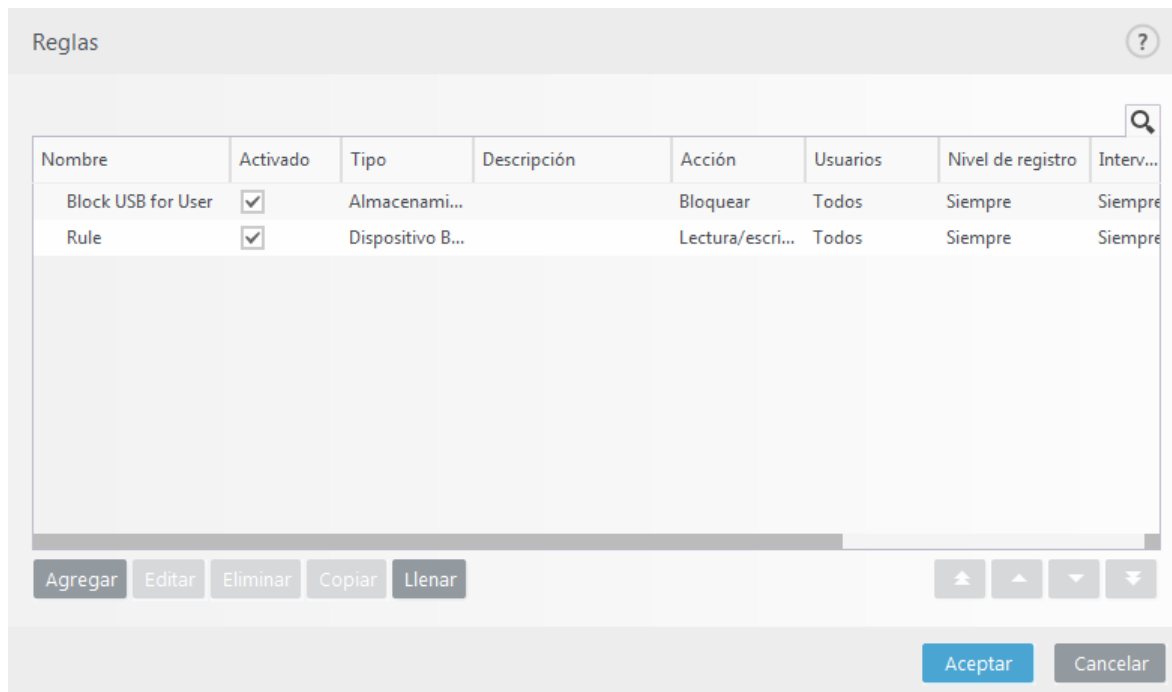 Reglas
?
Nombre Activado Tipo Descripción Acción Usuarios Nivel de registro Interv...
Block USB for User Almacenami... Bloquear Todos Siempre Siempre
Rule Dispositivo B... Lectura/escri... Todos Siempre Siempre
Agregar Editar Eliminar Copiar Llenar
Aceptar Cancelar